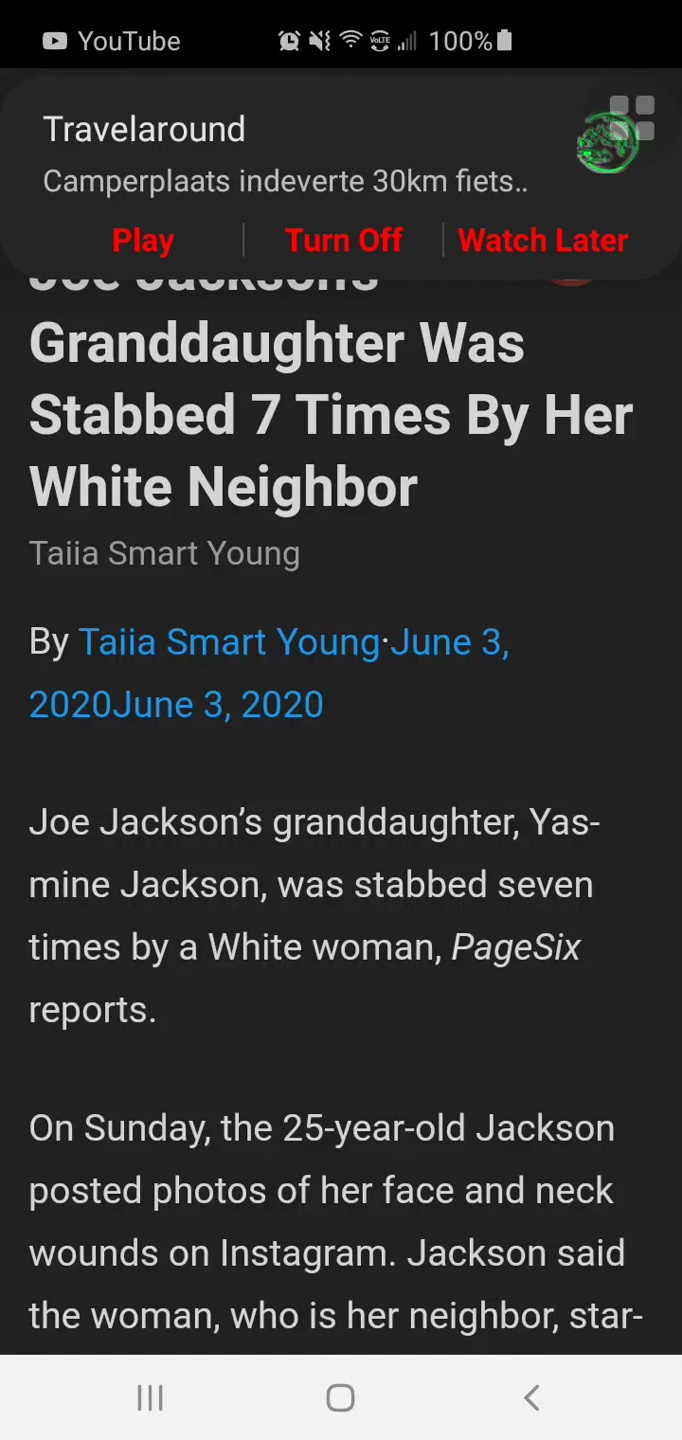 YouTube
VoLTE
100%
Travelaround
Camperplaats indeverte 30km fiets..
Play
Turn Off
Watch Later
Joe Jackson's
Granddaughter Was
Stabbed 7 Times By Her
White Neighbor
Taiia Smart Young
By Taiia Smart Young·June 3,
2020June 3, 2020
Joe Jackson’s granddaughter, Yas-
mine Jackson, was stabbed seven
times by a White woman, PageSix
reports.
On Sunday, the 25-year-old Jackson
posted photos of her face and neck
wounds on Instagram. Jackson said
the woman, who is her neighbor, star-